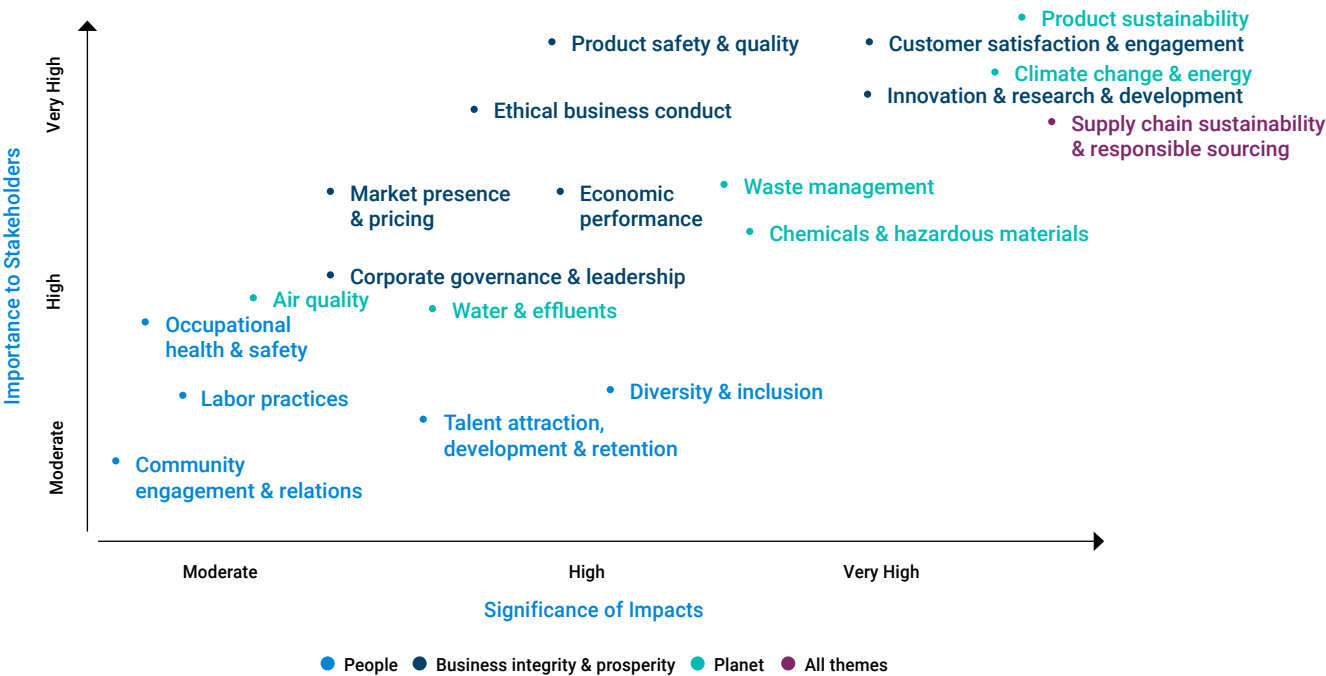 Importance to Stakeholders
Very High
High
Moderate
Product sustainability
Product safety & quality
Customer satisfaction & engagement
Climate change & energy
Innovation & research & development
Ethical business conduct
Supply chain sustainability
& responsible sourcing
Market presence
& pricing
Economic
performance
Waste management
Chemicals & hazardous materials
Corporate governance & leadership
Air quality
Water & effluents
Occupational
health & safety
Labor practices
Diversity & inclusion
Talent attraction,
development & retention
Community
engagement & relations
Moderate
High
Very High
Significance of Impacts
People
Business integrity & prosperity
Planet
All themes